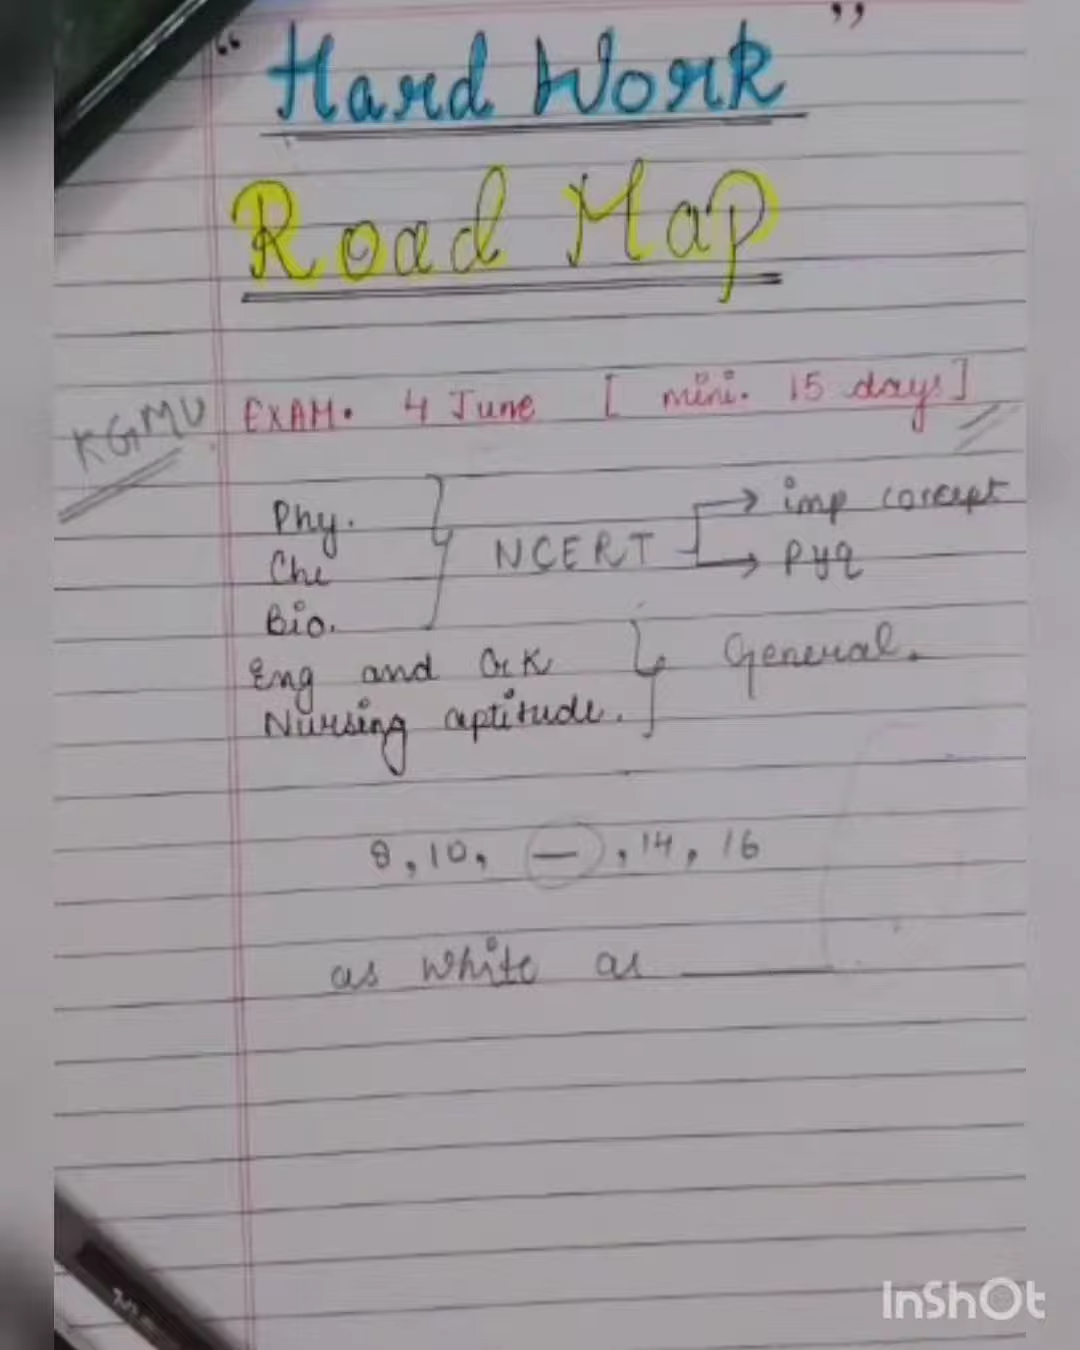 “ Hard Work ”
Road Map
KGMU EXAM. 4 June [ mini. 15 days ]
Phy.
Che
Bio.
NCERT → imp concept
→ PYQ
Eng and GK
Nursing aptitude.
General.
8, 10, —, 14, 16
as white as ______
InShOt